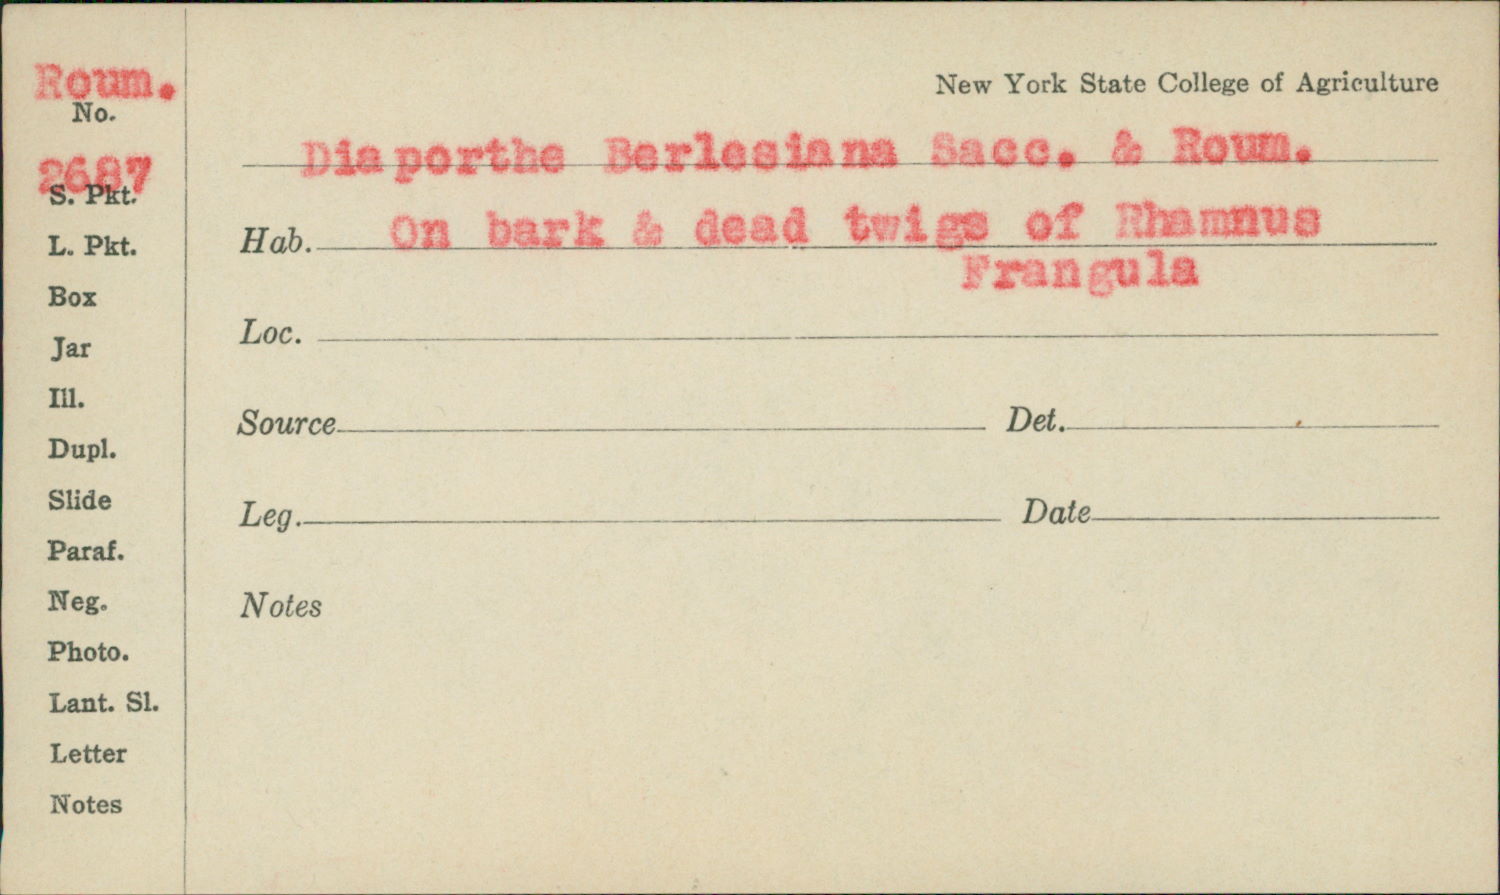 Roum.
No.
2687
S. Pkt.
L. Pkt.
Box
Jar
Ill.
Dupl.
Slide
Paraf.
Neg.
Photo.
Lant. Sl.
Letter
Notes
New York State College of Agriculture
Diaporthe Berlesiana Sacc. & Roum.
Hab. On bark & dead twigs of Rhamnus
Frangula
Loc.
Source Det.
Leg. Date
Notes